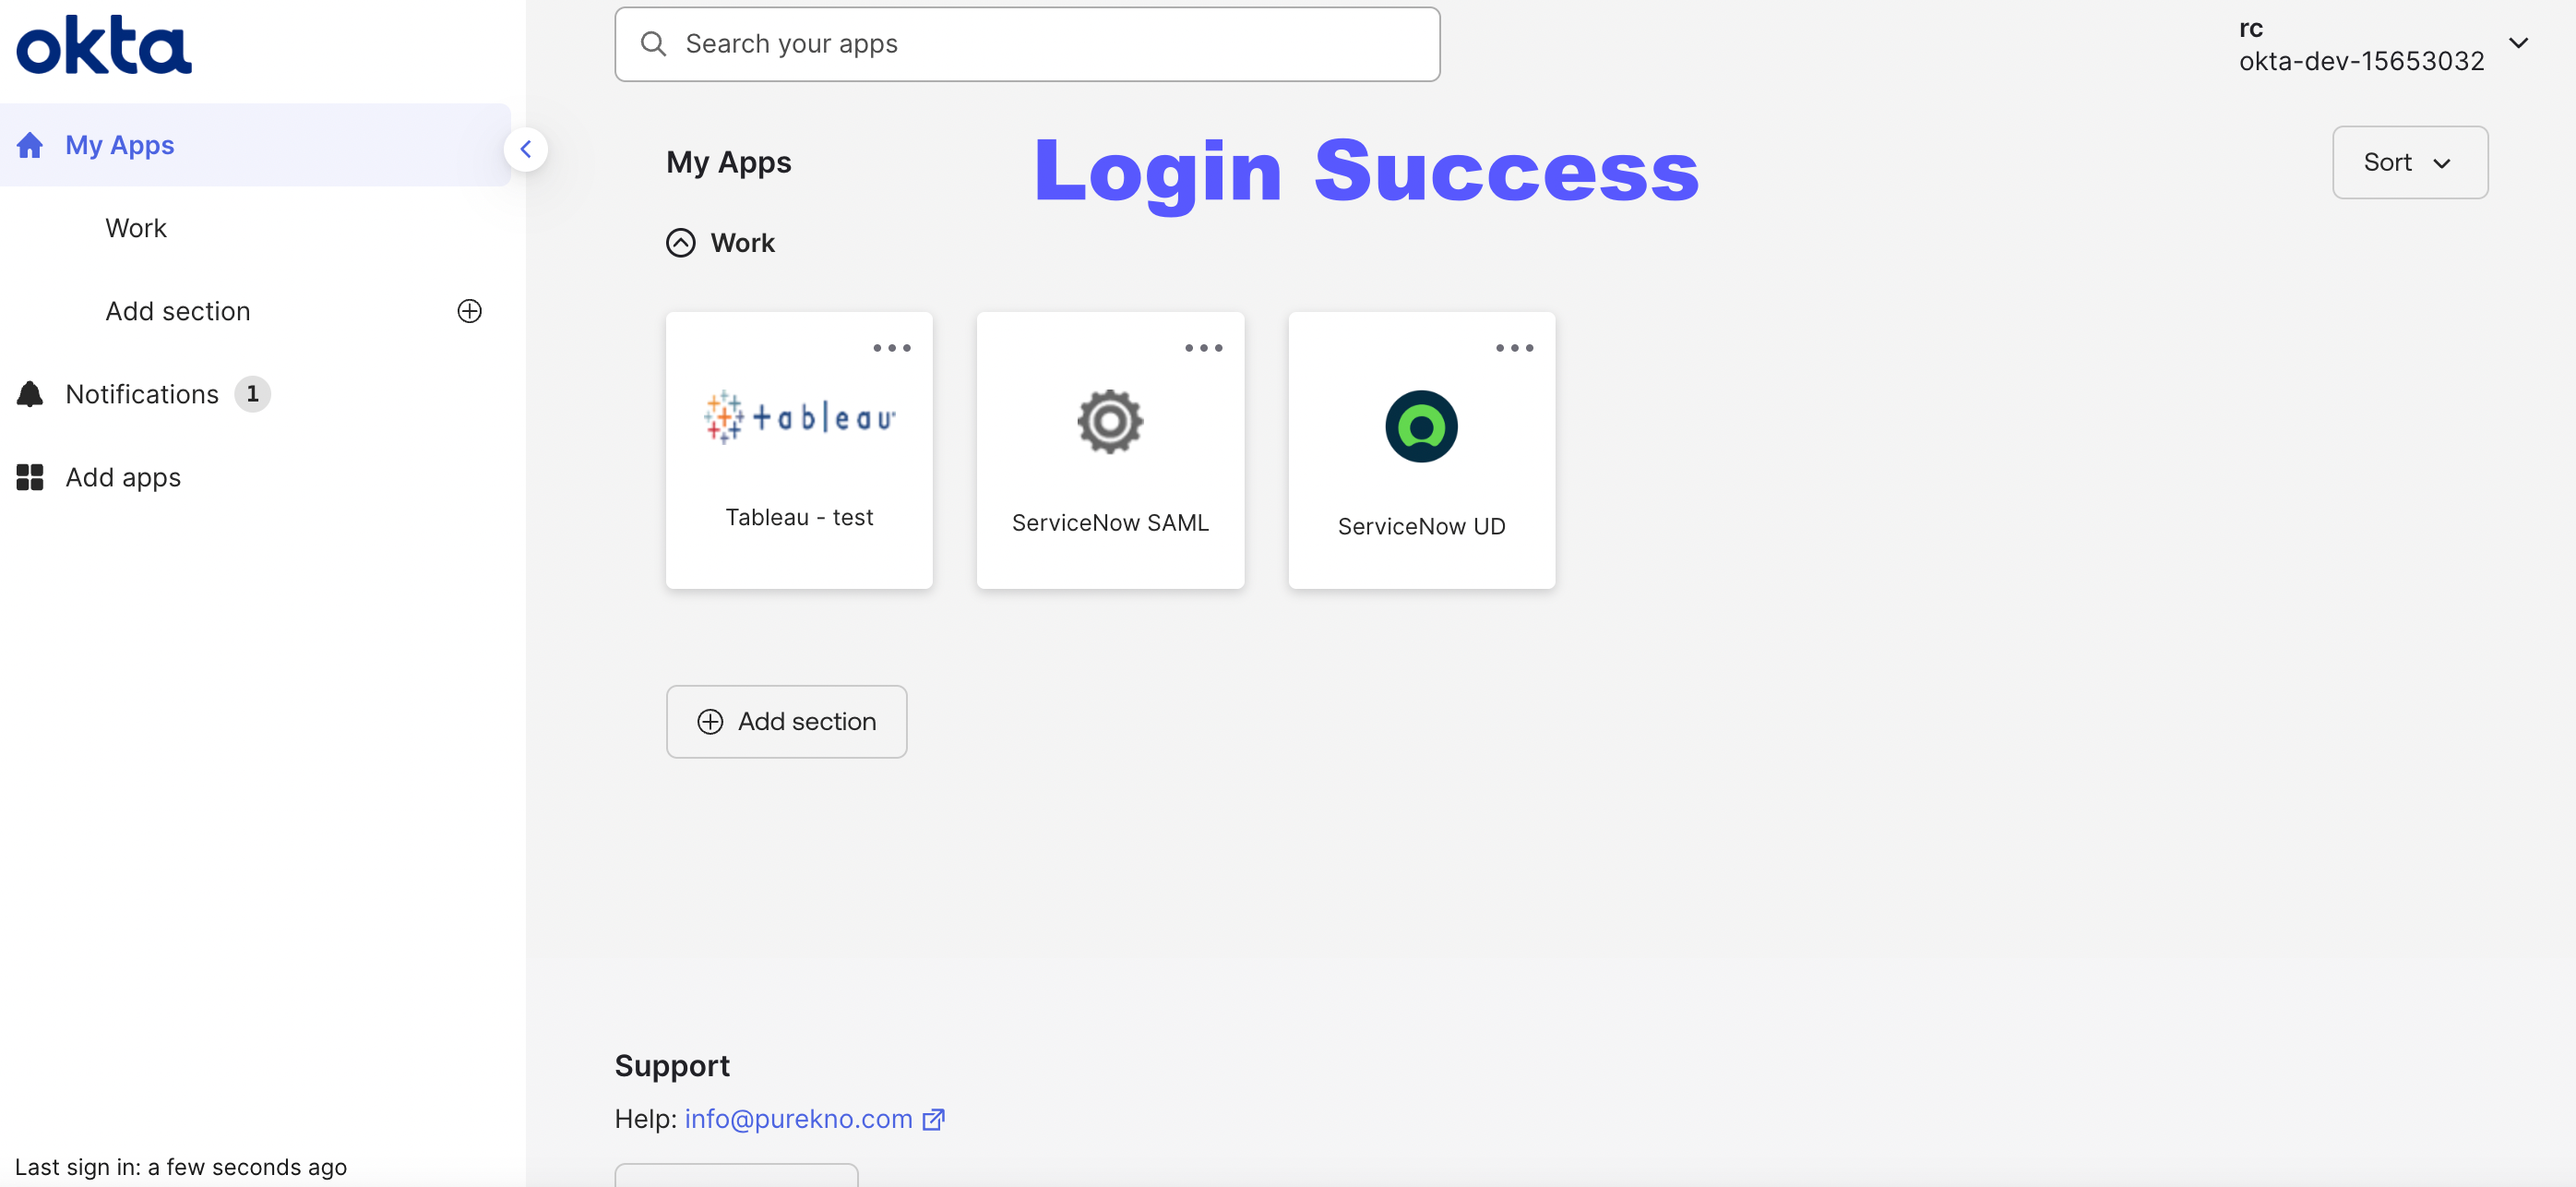 okta
My Apps
Work
Add section
Notifications 1
Add apps
Last sign in: a few seconds ago
Search your apps
rc
okta-dev-15653032
My Apps
Login Success
Sort
Work
+ableau
Tableau - test
ServiceNow SAML
ServiceNow UD
Add section
Support
Help: info@purekno.com